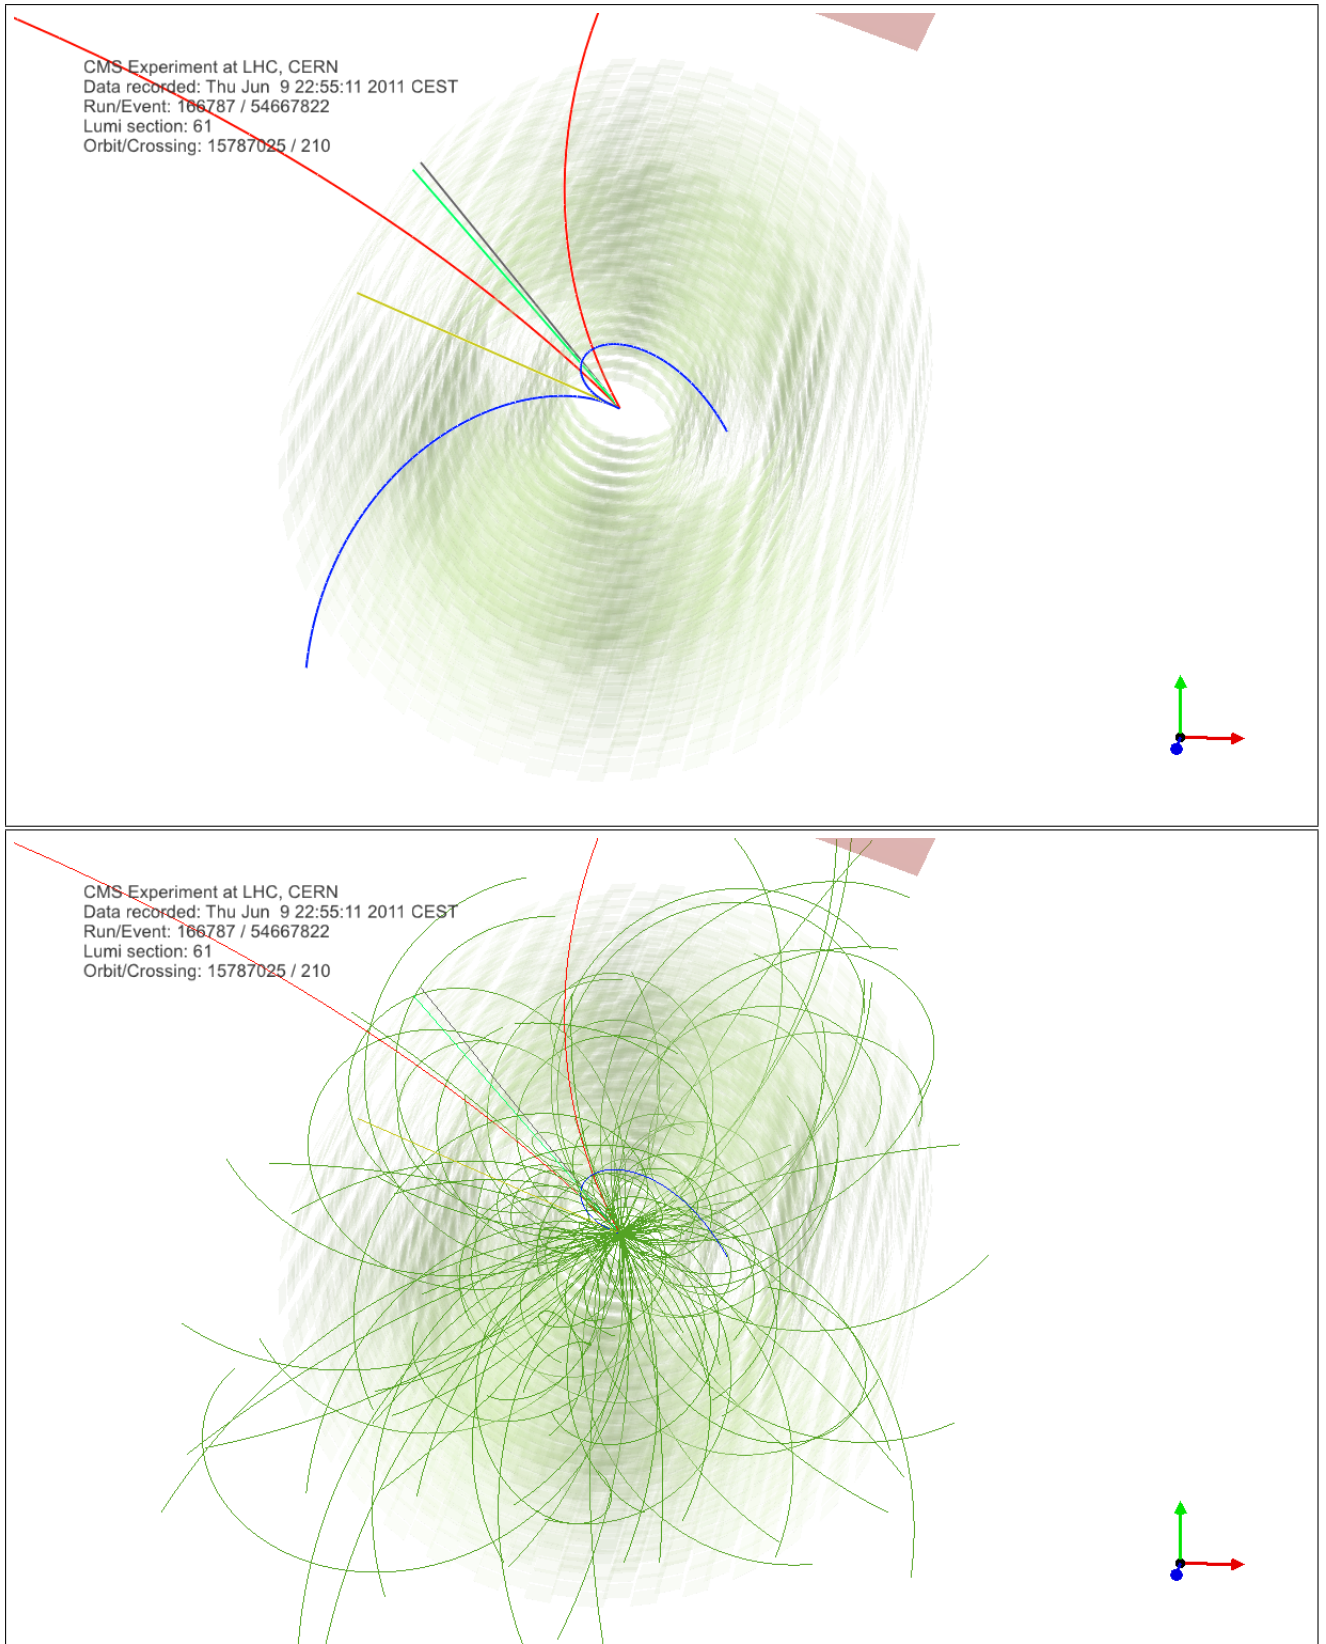 CMS Experiment at LHC, CERN
Data recorded: Thu Jun 9 22:55:11 2011 CEST
Run/Event: 166787 / 54667822
Lumi section: 61
Orbit/Crossing: 15787025 / 210
CMS Experiment at LHC, CERN
Data recorded: Thu Jun 9 22:55:11 2011 CEST
Run/Event: 166787 / 54667822
Lumi section: 61
Orbit/Crossing: 15787025 / 210